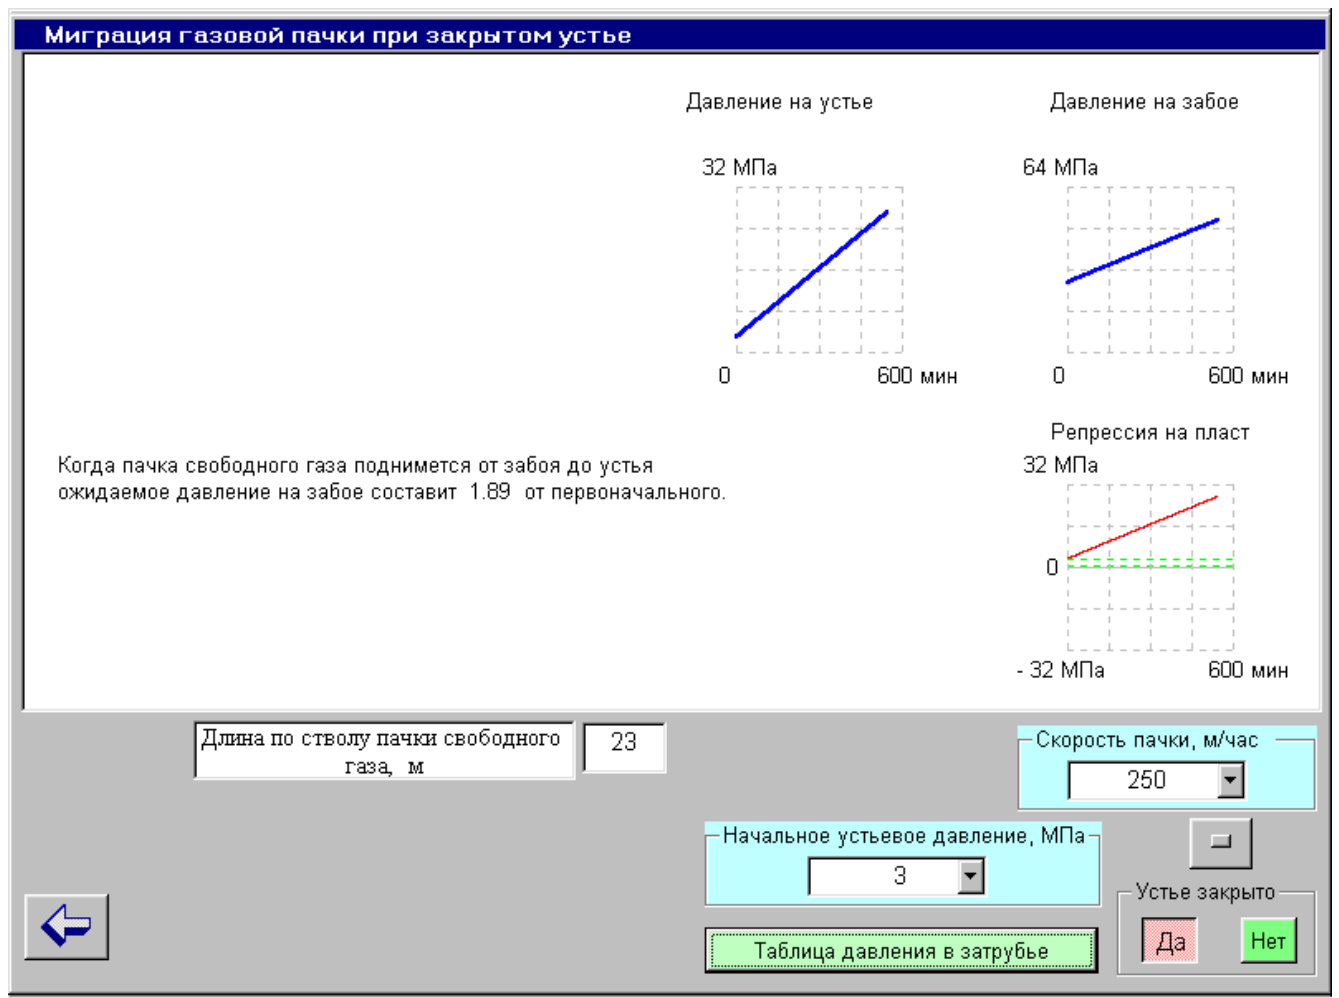 Миграция газовой пачки при закрытом устье
Давление на устье
Давление на забое
32 МПа
64 МПа
0
600 мин
0
600 мин
Репрессия на пласт
32 МПа
Когда пачка свободного газа поднимется от забоя до устья
ожидаемое давление на забое составит 1.89 от первоначального.
0
- 32 МПа
600 мин
Длина по стволу пачки свободного
газа, м
23
Скорость пачки, м/час
250
Начальное устьевое давление, МПа
3
Устье закрыто
Да
Нет
Таблица давления в затрубье